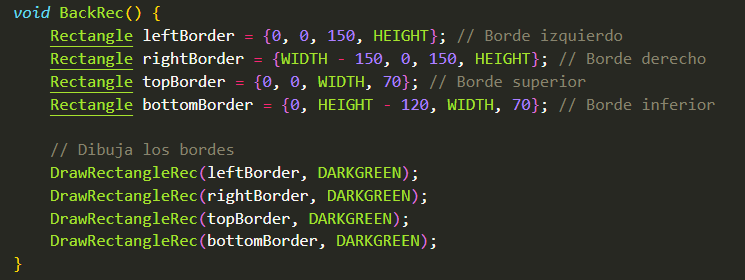 void BackRec() {
    Rectangle leftBorder = {0, 0, 150, HEIGHT}; // Borde izquierdo
    Rectangle rightBorder = {WIDTH - 150, 0, 150, HEIGHT}; // Borde derecho
    Rectangle topBorder = {0, 0, WIDTH, 70}; // Borde superior
    Rectangle bottomBorder = {0, HEIGHT - 120, WIDTH, 70}; // Borde inferior

    // Dibuja los bordes
    DrawRectangleRec(leftBorder, DARKGREEN);
    DrawRectangleRec(rightBorder, DARKGREEN);
    DrawRectangleRec(topBorder, DARKGREEN);
    DrawRectangleRec(bottomBorder, DARKGREEN);
}